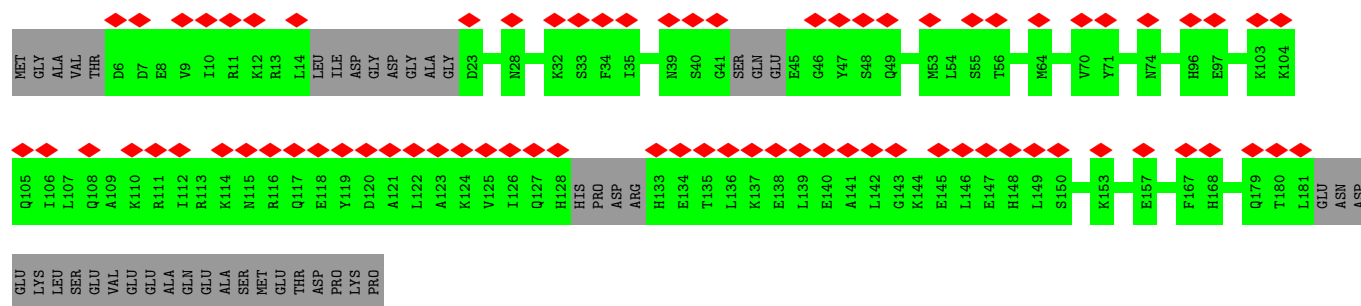 MET GLY ALA VAL THR D6 D7 E8 V9 I10 R11 K12 R13 L14 LEU ILE ASP GLY ASP GLY ALA GLY D23 N28 K32 S33 F34 I35 N39 S40 G41 SER GLN GLU E45 G46 Y47 S48 Q49 M53 L54 S55 T56 M64 V70 Y71 N74 H96 E97 K103 K104
Q105 I106 L107 Q108 A109 K110 R111 I112 R113 K114 N115 R116 Q117 E118 Y119 D120 A121 L122 A123 K124 V125 I126 Q127 H128 HIS PRO ASP ARG H133 E134 T135 L136 K137 E138 L139 E140 A141 L142 G143 K144 E145 L146 E147 H148 L149 S150 K153 E157 F167 H168 Q179 T180 L181 GLU ASN ASP
GLU LYS LEU SER GLU VAL GLU GLU ALA GLN GLU ALA SER MET GLU THR ASP PRO LYS PRO